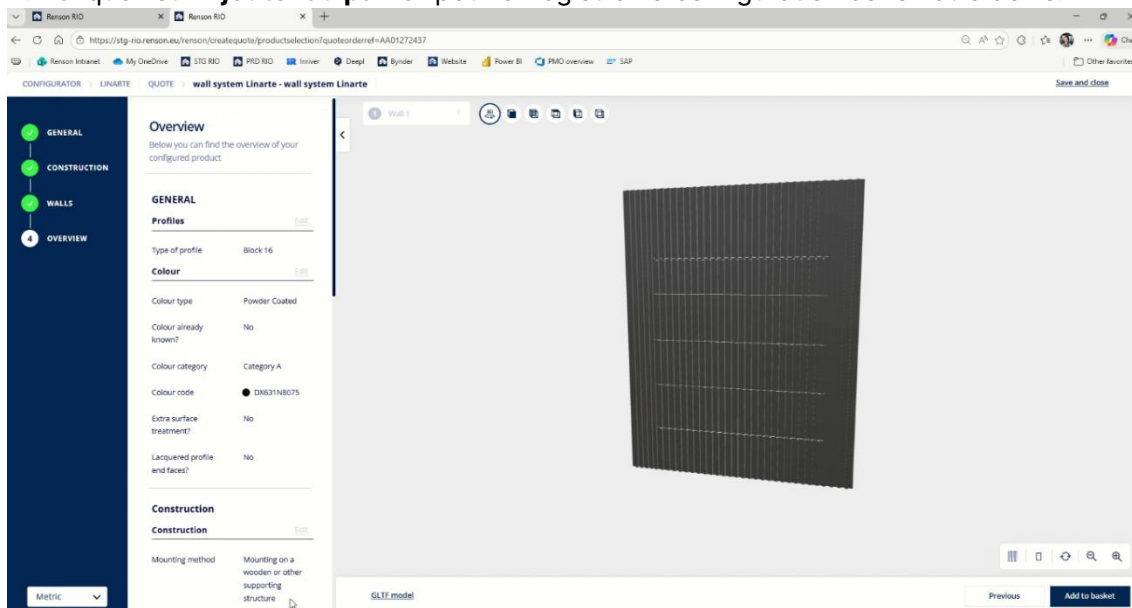 Renson RIO
Renson RIO
https://stg-rio.renson.eu/renson/createquote/productselection?quoteorderref=AA01272437
Renson Intranet
My OneDrive
STG RIO
PRD RIO
Inriver
Deepl
Bynder
Website
Power BI
PMO overview
SAP
Other favorites
CONFIGURATOR
LINARTE
QUOTE
wall system Linarte - wall system Linarte
Save and close
GENERAL
CONSTRUCTION
WALLS
4 OVERVIEW
Metric
Overview
Below you can find the overview of your
configured product
GENERAL
Profiles Edit
Type of profile Block 16
Colour Edit
Colour type Powder Coated
Colour already No
known?
Colour category Category A
Colour code DX631N8075
Extra surface No
treatment?
Lacquered profile No
end faces?
Construction
Construction Edit
Mounting method Mounting on a
wooden or other
supporting
structure
1 Wall 1
3D
GLTF model
Previous
Add to basket